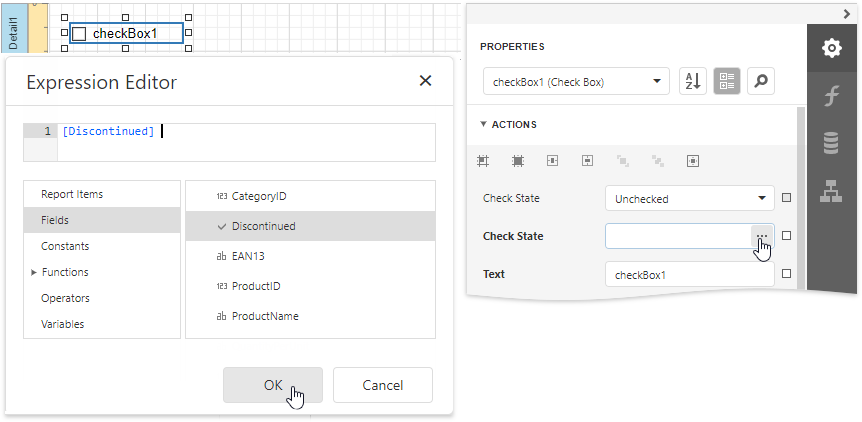 Detail1
checkBox1
Expression Editor
1 [Discontinued]
Report Items
Fields
Constants
Functions
Operators
Variables
123 CategoryID
Discontinued
ab EAN13
123 ProductID
ab ProductName
OK
Cancel
PROPERTIES
checkBox1 (Check Box)
A
Z
ACTIONS
Check State
Unchecked
Check State
...
Text
checkBox1